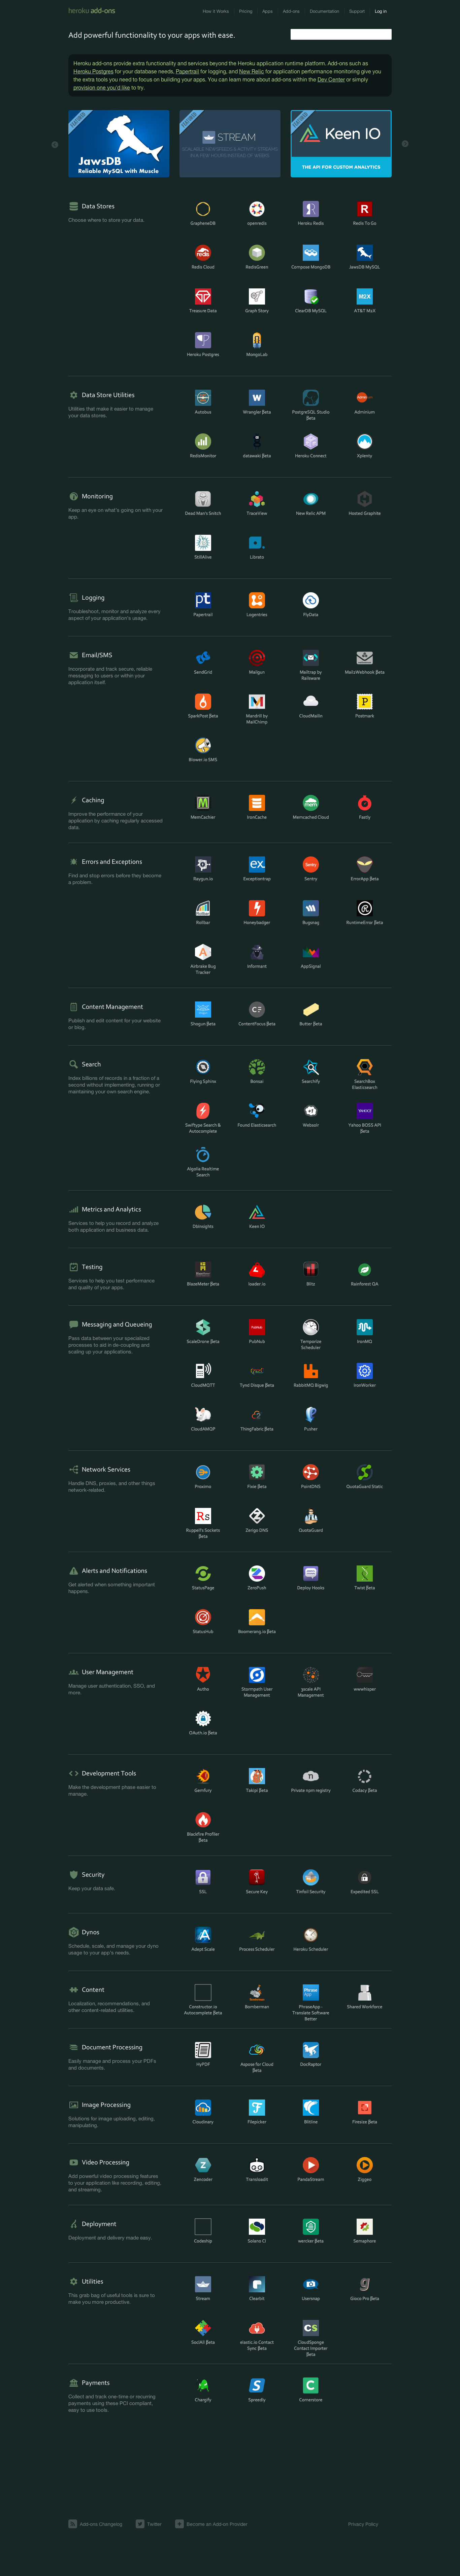 heroku add-ons
How it Works Pricing Apps Add-ons Documentation Support Log in
Add powerful functionality to your apps with ease.
Heroku add-ons provide extra functionality and services beyond the Heroku application runtime platform. Add-ons such as
Heroku Postgres for your database needs, Papertrail for logging, and New Relic for application performance monitoring give you
the extra tools you need to focus on building your apps. You can learn more about add-ons within the Dev Center or simply
provision one you'd like to try.
JawsDB
Reliable MySQL with Muscle
STREAM
Keen IO
THE API FOR CUSTOM ANALYTICS
Data Stores
Choose where to store your data.
GrapheneDB openredis Heroku Redis Redis To Go
Redis Cloud RedisGreen Compose MongoDB JawsDB MySQL
Treasure Data Graph Story ClearDB MySQL AT&T M2X
Heroku Postgres MongoLab
Data Store Utilities
Utilities that make it easier to manage
your data stores.
Autobus Wrangler βeta PostgreSQL Studio
βeta Adminium
RedisMonitor datawaki βeta Heroku Connect Xplenty
Monitoring
Keep an eye on what's going on with your
app.
Dead Man's Snitch TraceView New Relic APM Hosted Graphite
StillAlive Librato
Logging
Troubleshoot, monitor and analyze every
aspect of your application's usage.
Papertrail Logentries FlyData
Email/SMS
Incorporate and track secure, reliable
messaging to users or within your
application itself.
SendGrid Mailgun Mailtrap by
Railsware Mail2Webhook βeta
SparkPost βeta Mandrill by
MailChimp CloudMailin Postmark
Blower.io SMS
Caching
Improve the performance of your
application by caching regularly accessed
data.
MemCachier IronCache Memcached Cloud Fastly
Errors and Exceptions
Find and stop errors before they become
a problem.
Raygun.io Exceptiontrap Sentry ErrorApp βeta
Rollbar Honeybadger Bugsnag RuntimeError βeta
Airbrake Bug
Tracker Informant AppSignal
Content Management
Publish and edit content for your website
or blog.
Shogun βeta ContentFocus βeta Butter βeta
Search
Index billions of records in a fraction of a
second without implementing, running or
maintaining your own search engine.
Flying Sphinx Bonsai Searchify SearchBox
Elasticsearch
Swiftype Search &
Autocomplete Found Elasticsearch Websolr Yahoo BOSS API
βeta
Algolia Realtime
Search
Metrics and Analytics
Services to help you record and analyze
both application and business data.
DbInsights Keen IO
Testing
Services to help you test performance
and quality of your apps.
BlazeMeter βeta loader.io Blitz Rainforest QA
Messaging and Queueing
Pass data between your specialized
processes to aid in de-coupling and
scaling up your applications.
ScaleDrone βeta PubNub Temporize
Scheduler IronMQ
CloudMQTT Tynd Disque βeta RabbitMQ Bigwig IronWorker
CloudAMQP ThingFabric βeta Pusher
Network Services
Handle DNS, proxies, and other things
network-related.
Proximo Fixie βeta PointDNS QuotaGuard Static
Ruppell's Sockets
βeta Zerigo DNS QuotaGuard
Alerts and Notifications
Get alerted when something important
happens.
StatusPage ZeroPush Deploy Hooks Twist βeta
StatusHub Boomerang.io βeta
User Management
Manage user authentication, SSO, and
more.
Auth0 Stormpath User
Management 3scale API
Management wwwhisper
OAuth.io βeta
Development Tools
Make the development phase easier to
manage.
Gemfury Takipi βeta Private npm registry Codacy βeta
Blackfire Profiler
βeta
Security
Keep your data safe.
SSL Secure Key Tinfoil Security Expedited SSL
Dynos
Schedule, scale, and manage your dyno
usage to your app's needs.
Adept Scale Process Scheduler Heroku Scheduler
Content
Localization, recommendations, and
other content-related utilities.
Constructor.io
Autocomplete βeta Bomberman PhraseApp -
Translate Software
Better Shared Workforce
Document Processing
Easily manage and process your PDFs
and documents.
HyPDF Aspose for Cloud
βeta DocRaptor
Image Processing
Solutions for image uploading, editing,
manipulating.
Cloudinary Filepicker Blitline Firesize βeta
Video Processing
Add powerful video processing features
to your application like recording, editing,
and streaming.
Zencoder Transloadit PandaStream Ziggeo
Deployment
Deployment and delivery made easy.
Codeship Solano CI wercker βeta Semaphore
Utilities
This grab bag of useful tools is sure to
make you more productive.
Stream Clearbit Usersnap Gloco Pro βeta
SocialAll βeta elastic.io Contact
Sync βeta CloudSponge
Contact Importer
βeta
Payments
Collect and track one-time or recurring
payments using these PCI compliant,
easy to use tools.
Chargify Spreedly Cornerstore
Add-ons Changelog Twitter Become an Add-on Provider Privacy Policy